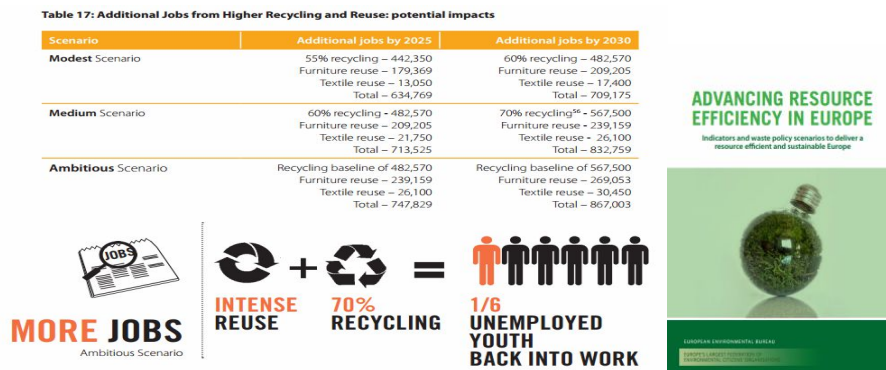 Table 17: Additional Jobs from Higher Recycling and Reuse: potential impacts
Scenario Additional jobs by 2025 Additional jobs by 2030
Modest Scenario 55% recycling – 442,350 60% recycling – 482,570
Furniture reuse – 179,369 Furniture reuse – 209,205
Textile reuse – 13,050 Textile reuse – 17,400
Total – 634,769 Total – 709,175
Medium Scenario 60% recycling - 482,570 70% recycling⁵⁶ - 567,500
Furniture reuse – 209,205 Furniture reuse - 239,159
Textile reuse – 21,750 Textile reuse - 26,100
Total – 713,525 Total – 832,759
Ambitious Scenario Recycling baseline of 482,570 Recycling baseline of 567,500
Furniture reuse – 239,159 Furniture reuse – 269,053
Textile reuse – 26,100 Textile reuse – 30,450
Total – 747,829 Total – 867,003
JOBS
MORE JOBS
Ambitious Scenario
INTENSE
REUSE
+
70%
RECYCLING
=
1/6
UNEMPLOYED
YOUTH
BACK INTO WORK
ADVANCING RESOURCE
EFFICIENCY IN EUROPE
Indicators and waste policy scenarios to deliver a
resource efficient and sustainable Europe
EUROPEAN ENVIRONMENTAL BUREAU
EUROPE'S LARGEST FEDERATION OF
ENVIRONMENTAL CITIZENS' ORGANISATIONS